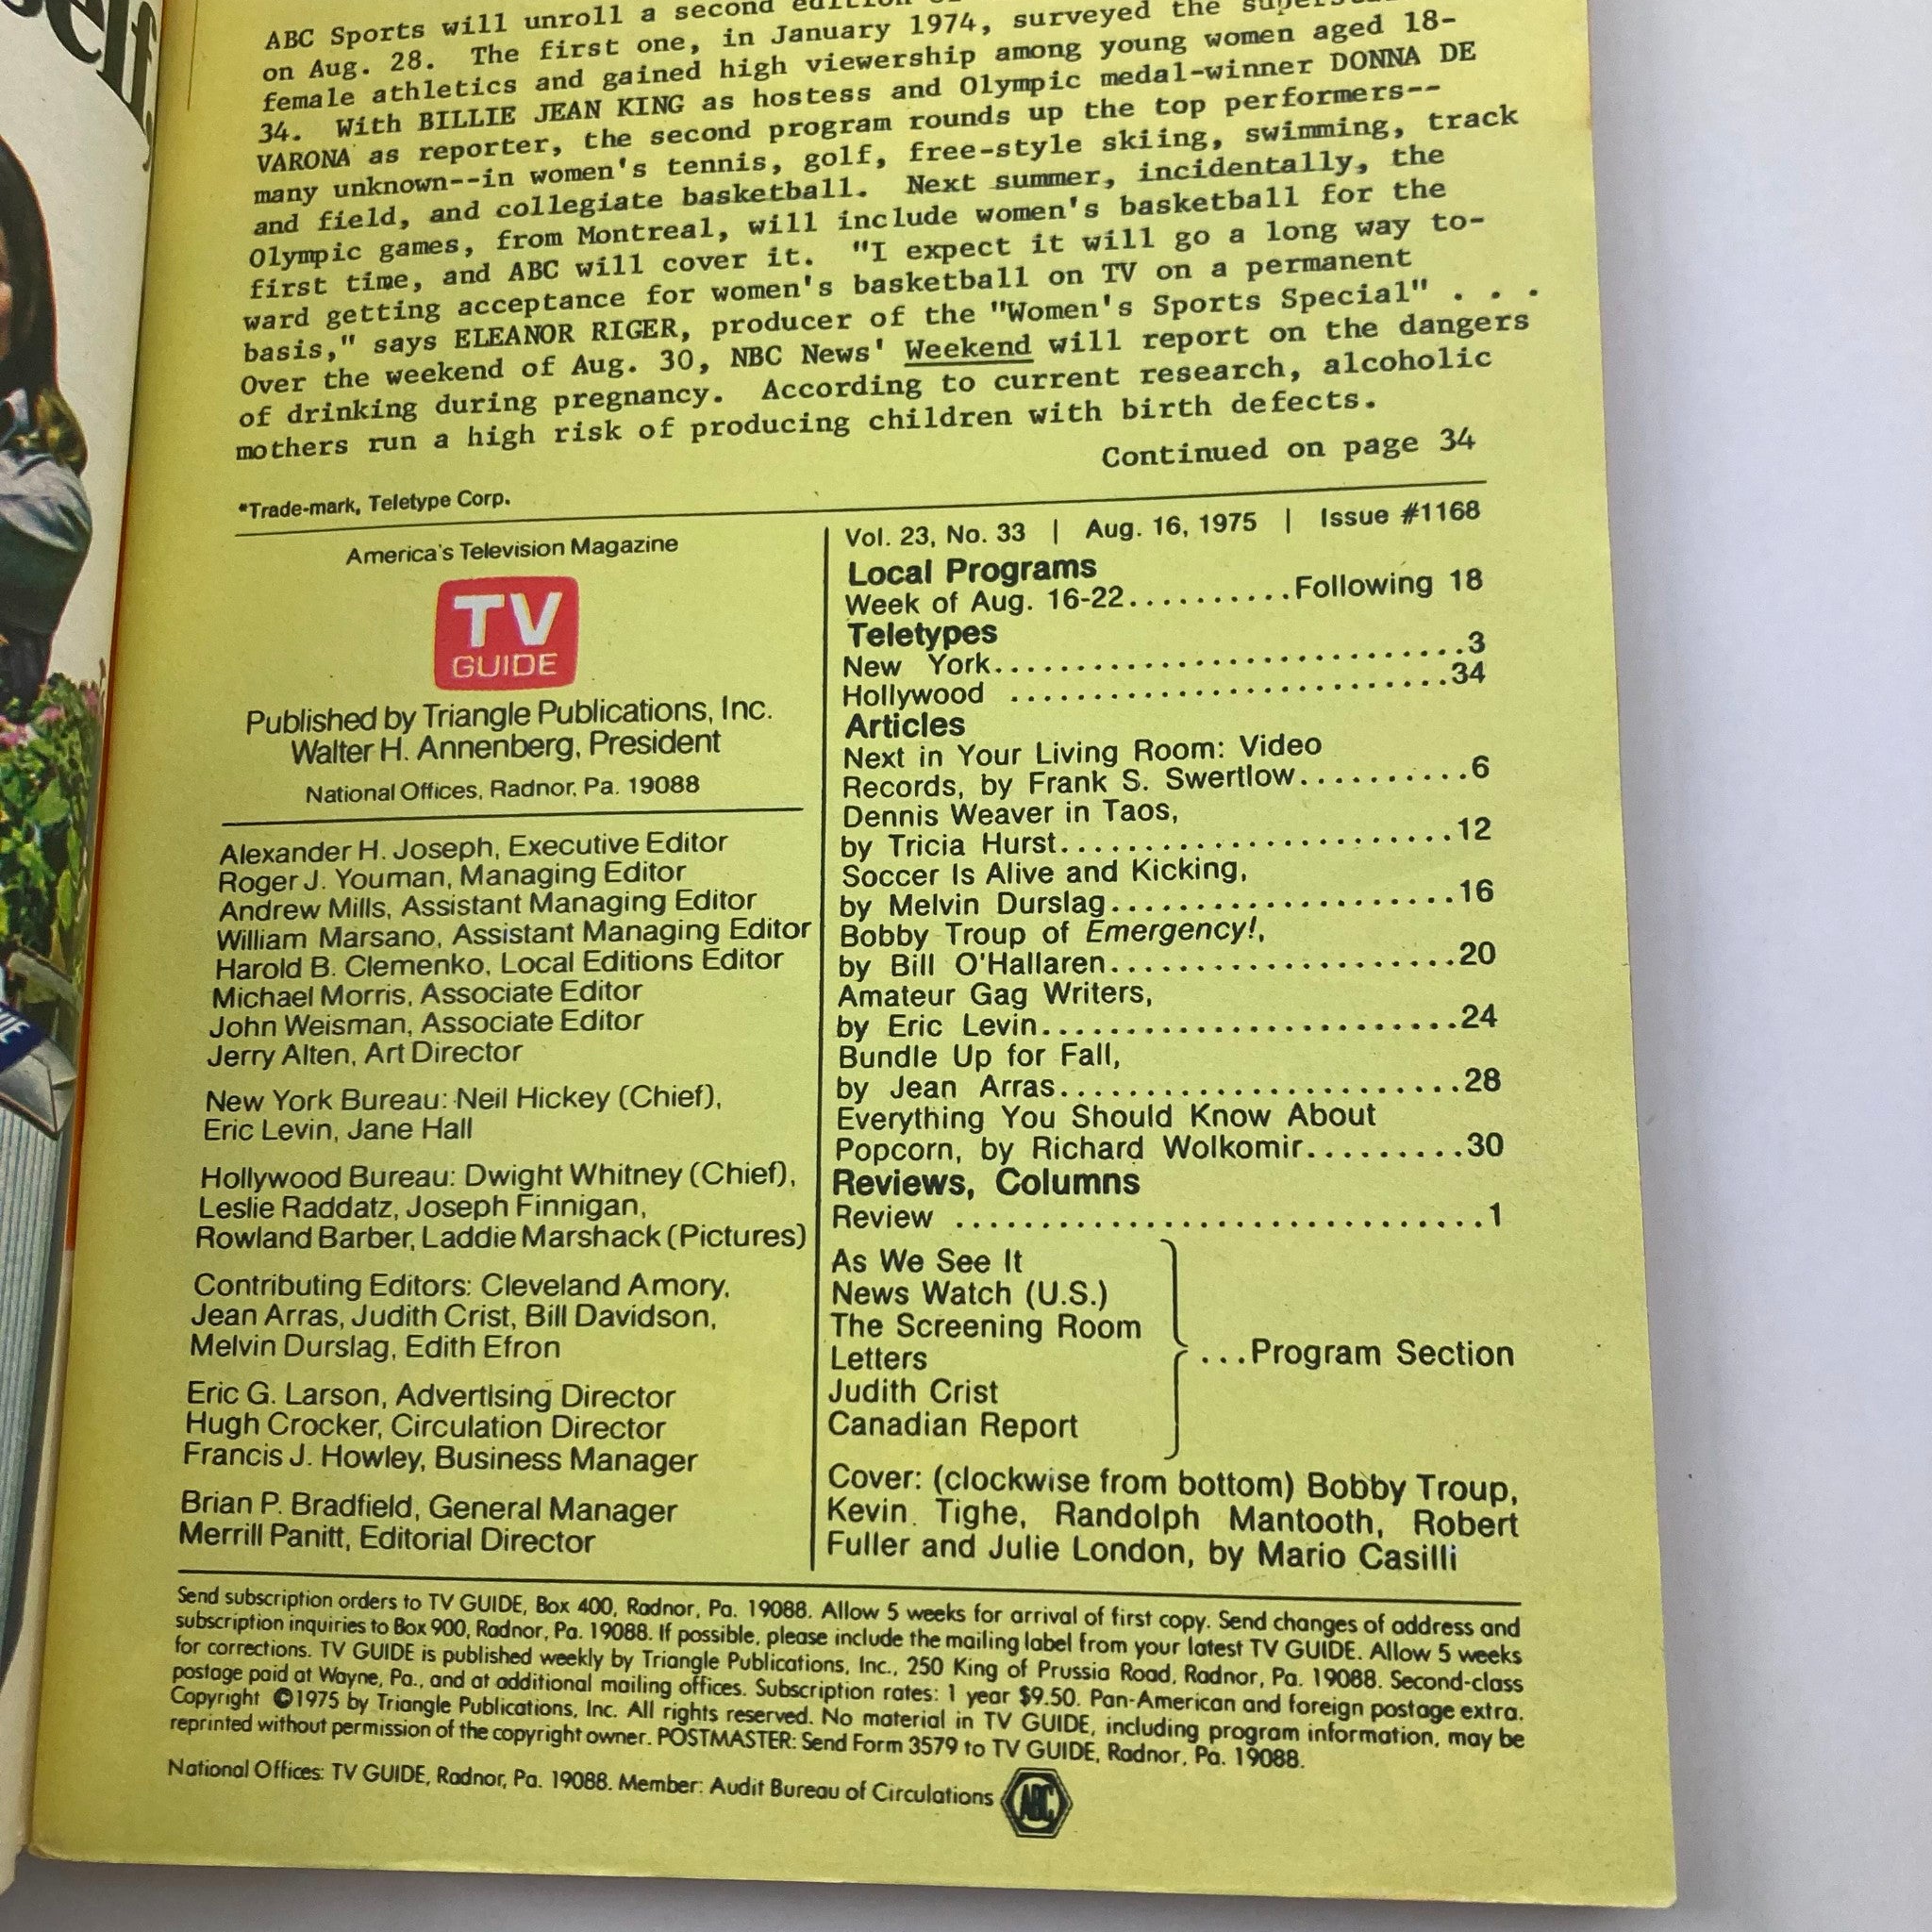 elf,
ABC Sports will unroll a second
on Aug. 28. The first one, in January 1974, surveyed the
female athletics and gained high viewership among young women aged 18-
34. With BILLIE JEAN KING as hostess and Olympic medal-winner DONNA DE
VARONA as reporter, the second program rounds up the top performers--
many unknown--in women's tennis, golf, free-style skiing, swimming, track
and field, and collegiate basketball. Next summer, incidentally, the
Olympic games, from Montreal, will include women's basketball for the
first time, and ABC will cover it. "I expect it will go a long way to-
ward getting acceptance for women's basketball on TV on a permanent
basis," says ELEANOR RIGER, producer of the "Women's Sports Special" . . .
Over the weekend of Aug. 30, NBC News' Weekend will report on the dangers
of drinking during pregnancy. According to current research, alcoholic
mothers run a high risk of producing children with birth defects.
Continued on page 34
*Trade-mark, Teletype Corp.
America's Television Magazine
TV
GUIDE
Published by Triangle Publications, Inc.
Walter H. Annenberg, President
National Offices, Radnor, Pa. 19088
Alexander H. Joseph, Executive Editor
Roger J. Youman, Managing Editor
Andrew Mills, Assistant Managing Editor
William Marsano, Assistant Managing Editor
Harold B. Clemenko, Local Editions Editor
Michael Morris, Associate Editor
John Weisman, Associate Editor
Jerry Alten, Art Director
New York Bureau: Neil Hickey (Chief),
Eric Levin, Jane Hall
Hollywood Bureau: Dwight Whitney (Chief),
Leslie Raddatz, Joseph Finnigan,
Rowland Barber, Laddie Marshack (Pictures)
Contributing Editors: Cleveland Amory,
Jean Arras, Judith Crist, Bill Davidson,
Melvin Durslag, Edith Efron
Eric G. Larson, Advertising Director
Hugh Crocker, Circulation Director
Francis J. Howley, Business Manager
Brian P. Bradfield, General Manager
Merrill Panitt, Editorial Director
Vol. 23, No. 33 | Aug. 16, 1975 | Issue #1168
Local Programs
Week of Aug. 16-22..........Following 18
Teletypes
New York.............................3
Hollywood ...........................34
Articles
Next in Your Living Room: Video
Records, by Frank S. Swertlow..........6
Dennis Weaver in Taos,
by Tricia Hurst.......................12
Soccer Is Alive and Kicking,
by Melvin Durslag....................16
Bobby Troup of Emergency!,
by Bill O'Hallaren....................20
Amateur Gag Writers,
by Eric Levin........................24
Bundle Up for Fall,
by Jean Arras.......................28
Everything You Should Know About
Popcorn, by Richard Wolkomir.........30
Reviews, Columns
Review ..............................1
As We See It
News Watch (U.S.)
The Screening Room
Letters
Judith Crist
Canadian Report
...Program Section
Cover: (clockwise from bottom) Bobby Troup,
Kevin Tighe, Randolph Mantooth, Robert
Fuller and Julie London, by Mario Casilli
Send subscription orders to TV GUIDE, Box 400, Radnor, Pa. 19088. Allow 5 weeks for arrival of first copy. Send changes of address and
subscription inquiries to Box 900, Radnor, Pa. 19088. If possible, please include the mailing label from your latest TV GUIDE. Allow 5 weeks
for corrections. TV GUIDE is published weekly by Triangle Publications, Inc., 250 King of Prussia Road, Radnor, Pa. 19088. Second-class
postage paid at Wayne, Pa., and at additional mailing offices. Subscription rates: 1 year $9.50. Pan-American and foreign postage extra.
Copyright ©1975 by Triangle Publications, Inc. All rights reserved. No material in TV GUIDE, including program information, may be
reprinted without permission of the copyright owner. POSTMASTER: Send Form 3579 to TV GUIDE, Radnor, Pa. 19088.
National Offices: TV GUIDE, Radnor, Pa. 19088. Member: Audit Bureau of Circulations
ABC